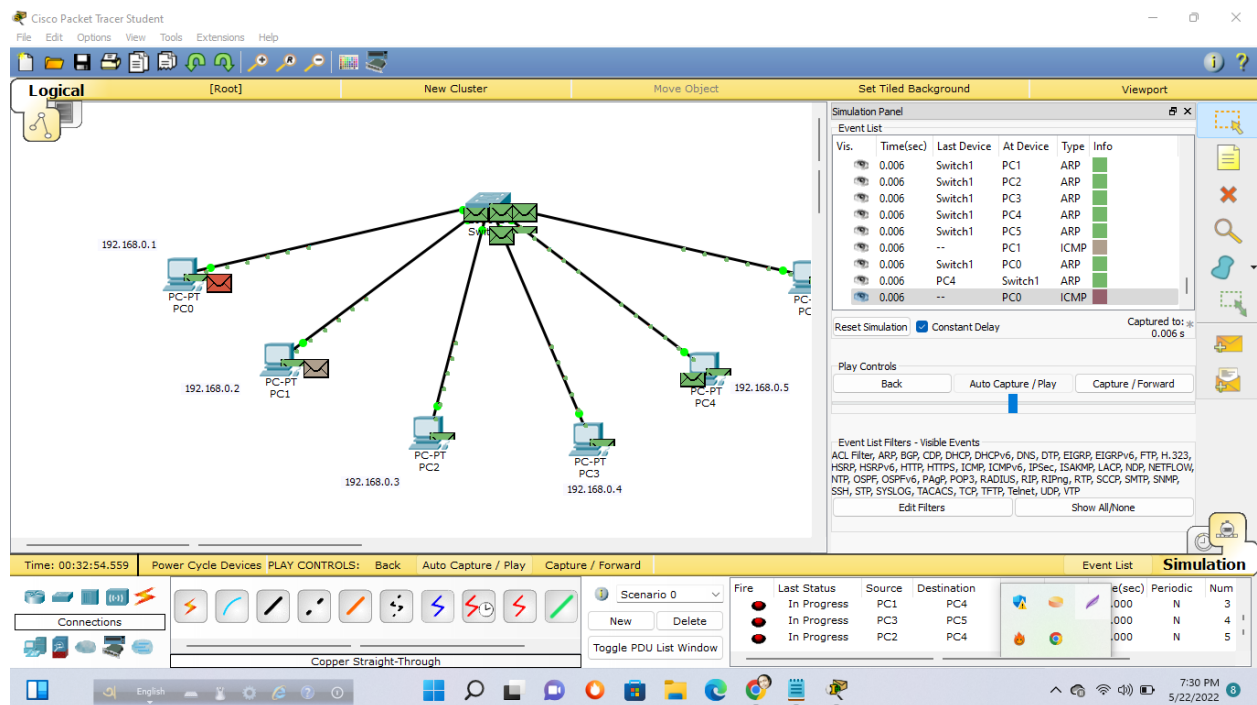 Cisco Packet Tracer Student
File Edit Options View Tools Extensions Help
Logical [Root] New Cluster Move Object Set Tiled Background Viewport
Simulation Panel
Event List
Vis. Time(sec) Last Device At Device Type Info
0.006 Switch1 PC1 ARP
0.006 Switch1 PC2 ARP
0.006 Switch1 PC3 ARP
0.006 Switch1 PC4 ARP
0.006 Switch1 PC5 ARP
0.006 -- PC1 ICMP
0.006 Switch1 PC0 ARP
0.006 PC4 Switch1 ARP
0.006 -- PC0 ICMP
Reset Simulation Constant Delay Captured to: *
0.006 s
Play Controls
Back Auto Capture / Play Capture / Forward
Event List Filters - Visible Events
ACL Filter, ARP, BGP, CDP, DHCP, DHCPv6, DNS, DTP, EIGRP, EIGRPv6, FTP, H.323,
HSRP, HSRPv6, HTTP, HTTPS, ICMP, ICMPv6, IPSec, ISAKMP, LACP, NDP, NETFLOW,
NTP, OSPF, OSPFv6, PAgP, POP3, RADIUS, RIP, RIPng, RTP, SCCP, SMTP, SNMP,
SSH, STP, SYSLOG, TACACS, TCP, TFTP, Telnet, UDP, VTP
Edit Filters Show All/None
Swit
192.168.0.1
PC-PT
PC0
192.168.0.2
PC-PT
PC1
192.168.0.3
PC-PT
PC2
PC-PT
PC3
192.168.0.4
PC-PT
PC4
192.168.0.5
PC-
PC
Time: 00:32:54.559 Power Cycle Devices PLAY CONTROLS: Back Auto Capture / Play Capture / Forward Event List Simulation
Connections
Copper Straight-Through
Scenario 0
New Delete
Toggle PDU List Window
Fire Last Status Source Destination e(sec) Periodic Num
In Progress PC1 PC4 .000 N 3
In Progress PC3 PC5 .000 N 4
In Progress PC2 PC4 .000 N 5
English
7:30 PM
5/22/2022
8